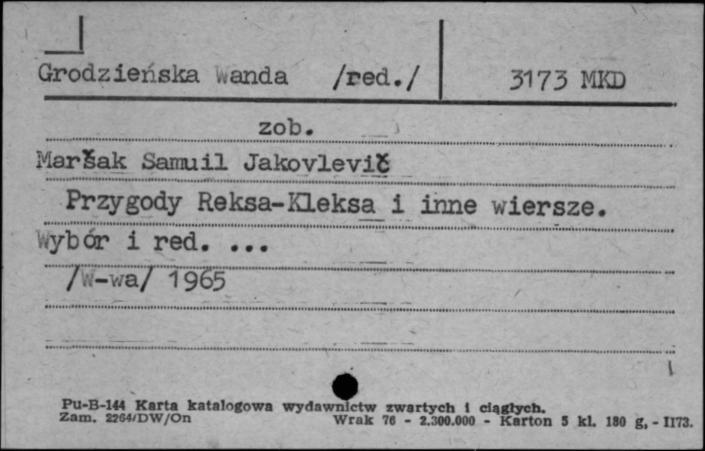 Grodzieńska Wanda /red./ 3173 MKD
zob.
Maršak Samuil Jakovlevič
Przygody Reksa-Kleksa i inne wiersze.
Wybór i red. ...
/W-wa/ 1965
Pu-B-144 Karta katalogowa wydawnictw zwartych i ciągłych.
Zam. 2264/DW/On Wrak 76 - 2.300.000 - Karton 5 kl. 180 g, - II73.